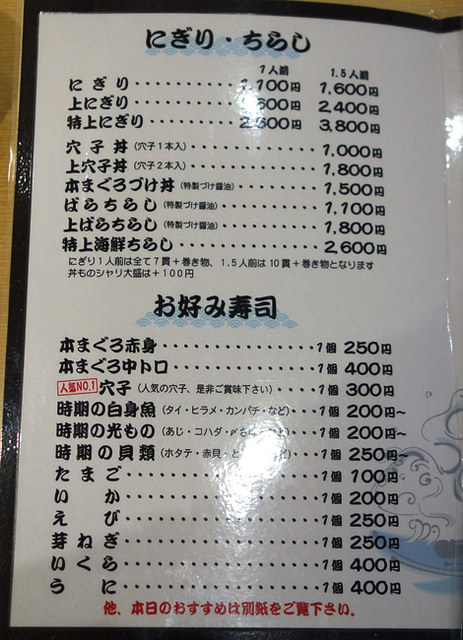 にぎり・ちらし
1人前 1.5人前
にぎり・・・・・・・・・・1,100円 1,600円
上にぎり・・・・・・・・・・,600円 2,400円
特上にぎり・・・・・・・・2,600円 3,800円
穴子丼(穴子1本入)・・・・・・・・・・・・1,000円
上穴子丼(穴子2本入)・・・・・・・・・・・・1,800円
本まぐろづけ丼(特製づけ醤油)・・・・・・・・1,500円
ばらちらし(特製づけ醤油)・・・・・・・・・・1,100円
上ばらちらし(特製づけ醤油)・・・・・・・・・1,800円
特上海鮮ちらし・・・・・・・・・・・・・・2,600円
にぎり1人前は全て7貫+巻き物、1.5人前は10貫+巻き物となります
丼ものシャリ大盛は+100円
お好み寿司
本まぐろ赤身・・・・・・・・・・・・・・1個 250円
本まぐろ中トロ・・・・・・・・・・・・・1個 400円
人気NO.1 穴子(人気の穴子、是非ご賞味下さい)・・・・1個 300円
時期の白身魚(タイ・ヒラメ・カンパチ・など)・・・1個 200円~
時期の光もの(あじ・コハダ・〆さ・・・1個 200円~
時期の貝類(ホタテ・赤貝・と・・・1個 250円~
たまご・・・・・・・・・・・・・・・・1個 100円
いか・・・・・・・・・・・・・・・・1個 200円
えび・・・・・・・・・・・・・・・・1個 250円
芽ねぎ・・・・・・・・・・・・・・・・1個 250円
いくら・・・・・・・・・・・・・・・・1個 400円
うに・・・・・・・・・・・・・・・・1個 400円
他、本日のおすすめは別紙をご覧下さい。